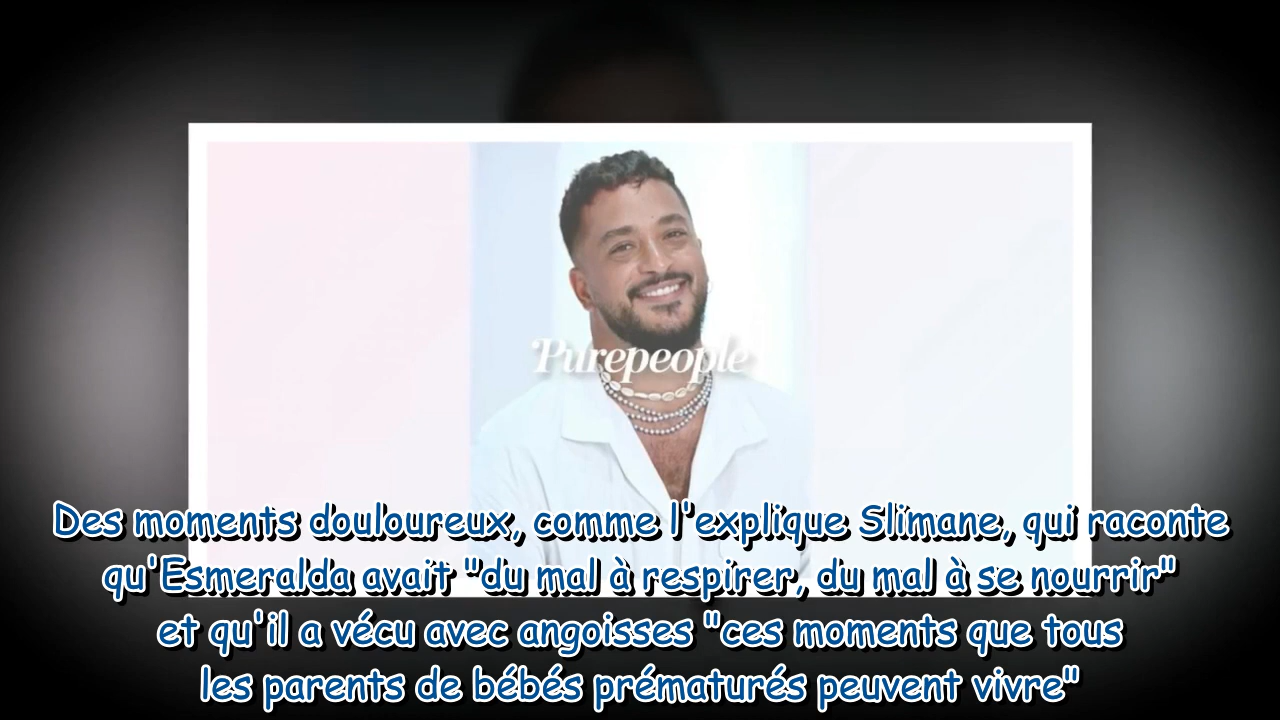 Purepeople
Des moments douloureux, comme l'explique Slimane, qui raconte
qu'Esmeralda avait "du mal à respirer, du mal à se nourrir"
et qu'il a vécu avec angoisses "ces moments que tous
les parents de bébés prématurés peuvent vivre"